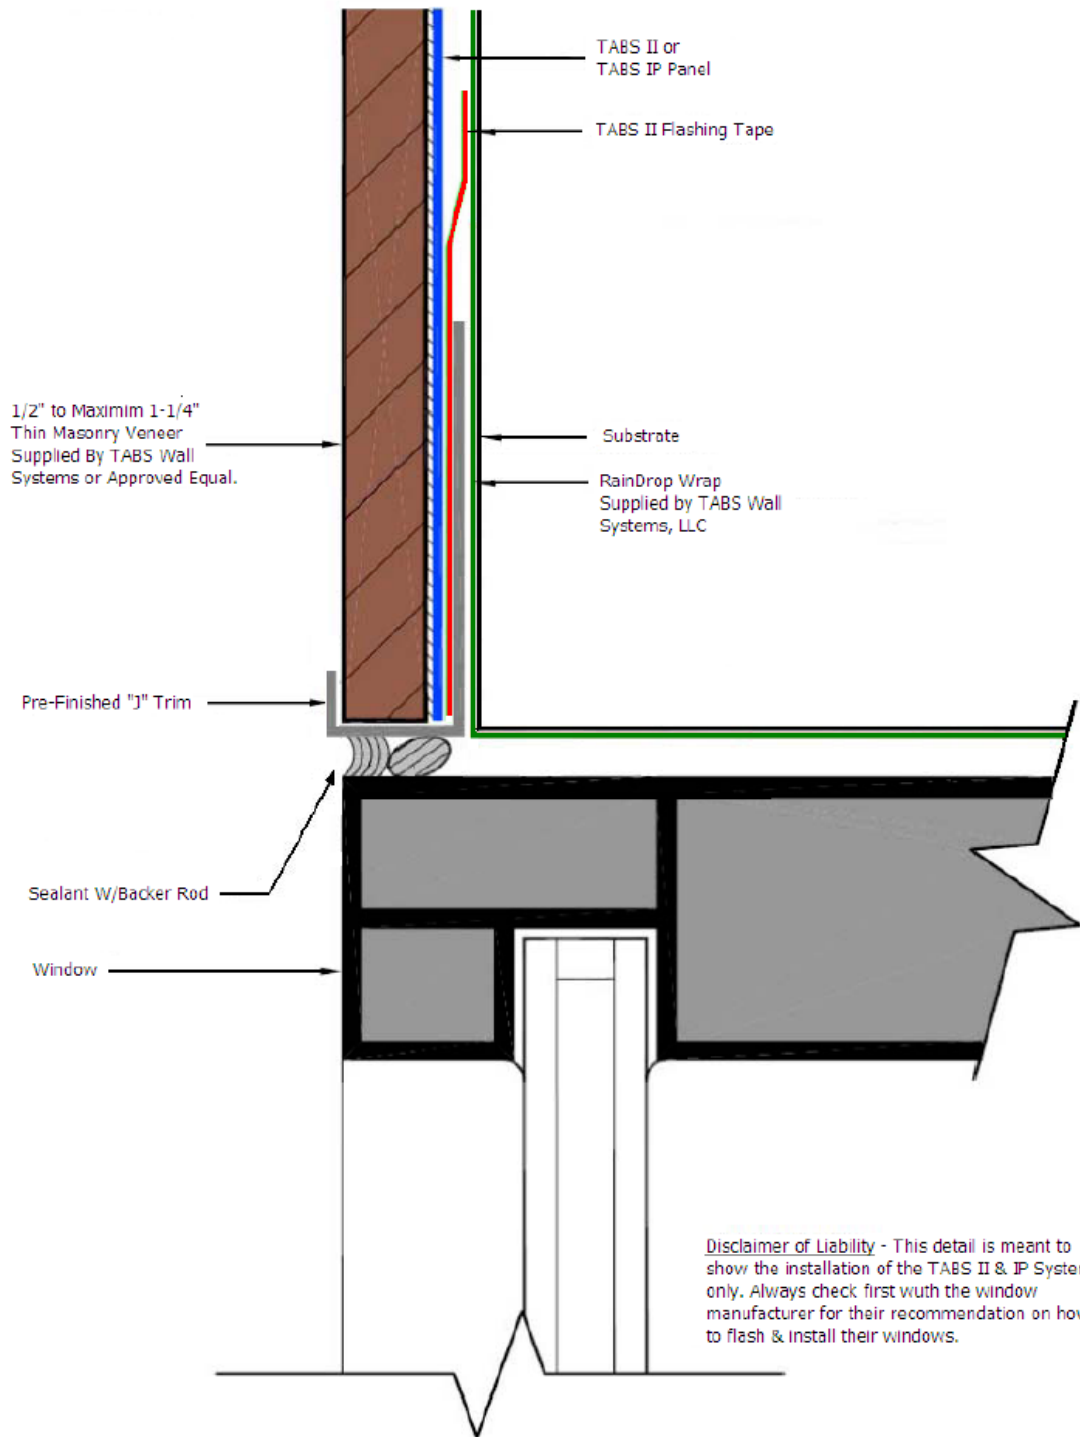 TABS II or
TABS IP Panel
TABS II Flashing Tape
1/2" to Maximim 1-1/4"
Thin Masonry Veneer
Supplied By TABS Wall
Systems or Approved Equal.
Substrate
RainDrop Wrap
Supplied by TABS Wall
Systems, LLC
Pre-Finished "J" Trim
Sealant W/Backer Rod
Window
Disclaimer of Liability - This detail is meant to
show the installation of the TABS II & IP System
only. Always check first wuth the window
manufacturer for their recommendation on how
to flash & install their windows.